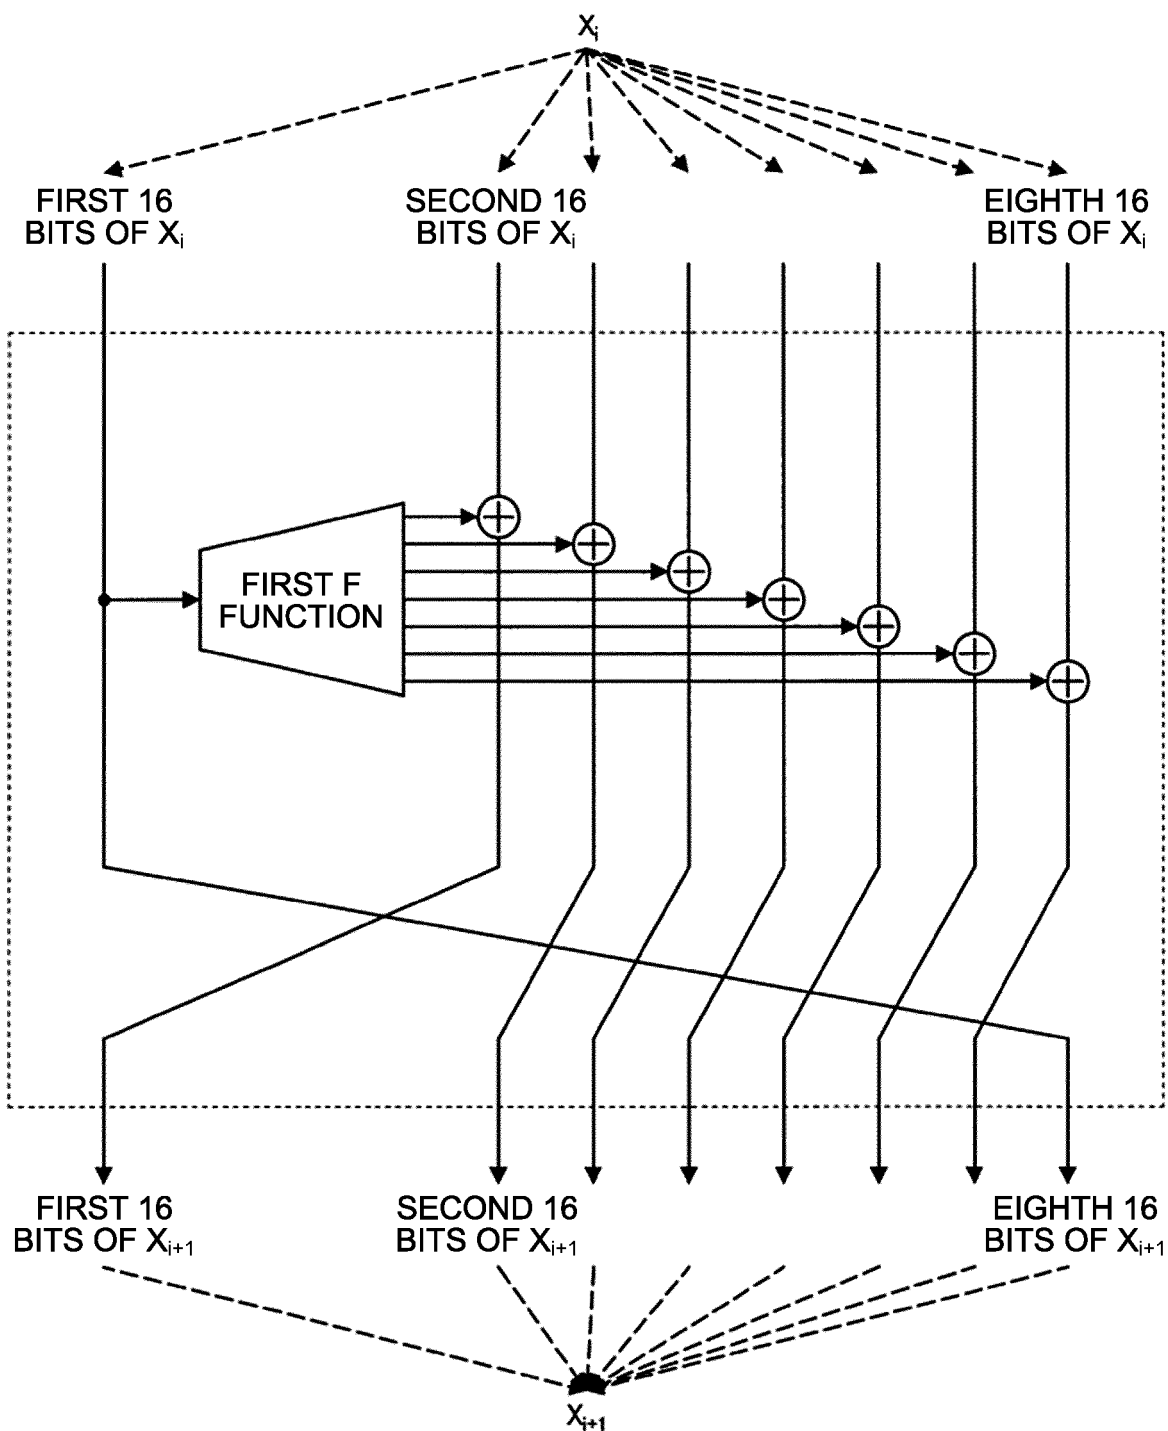 Xi
FIRST 16
BITS OF Xi
SECOND 16
BITS OF Xi
EIGHTH 16
BITS OF Xi
FIRST F
FUNCTION
FIRST 16
BITS OF Xi+1
SECOND 16
BITS OF Xi+1
EIGHTH 16
BITS OF Xi+1
Xi+1